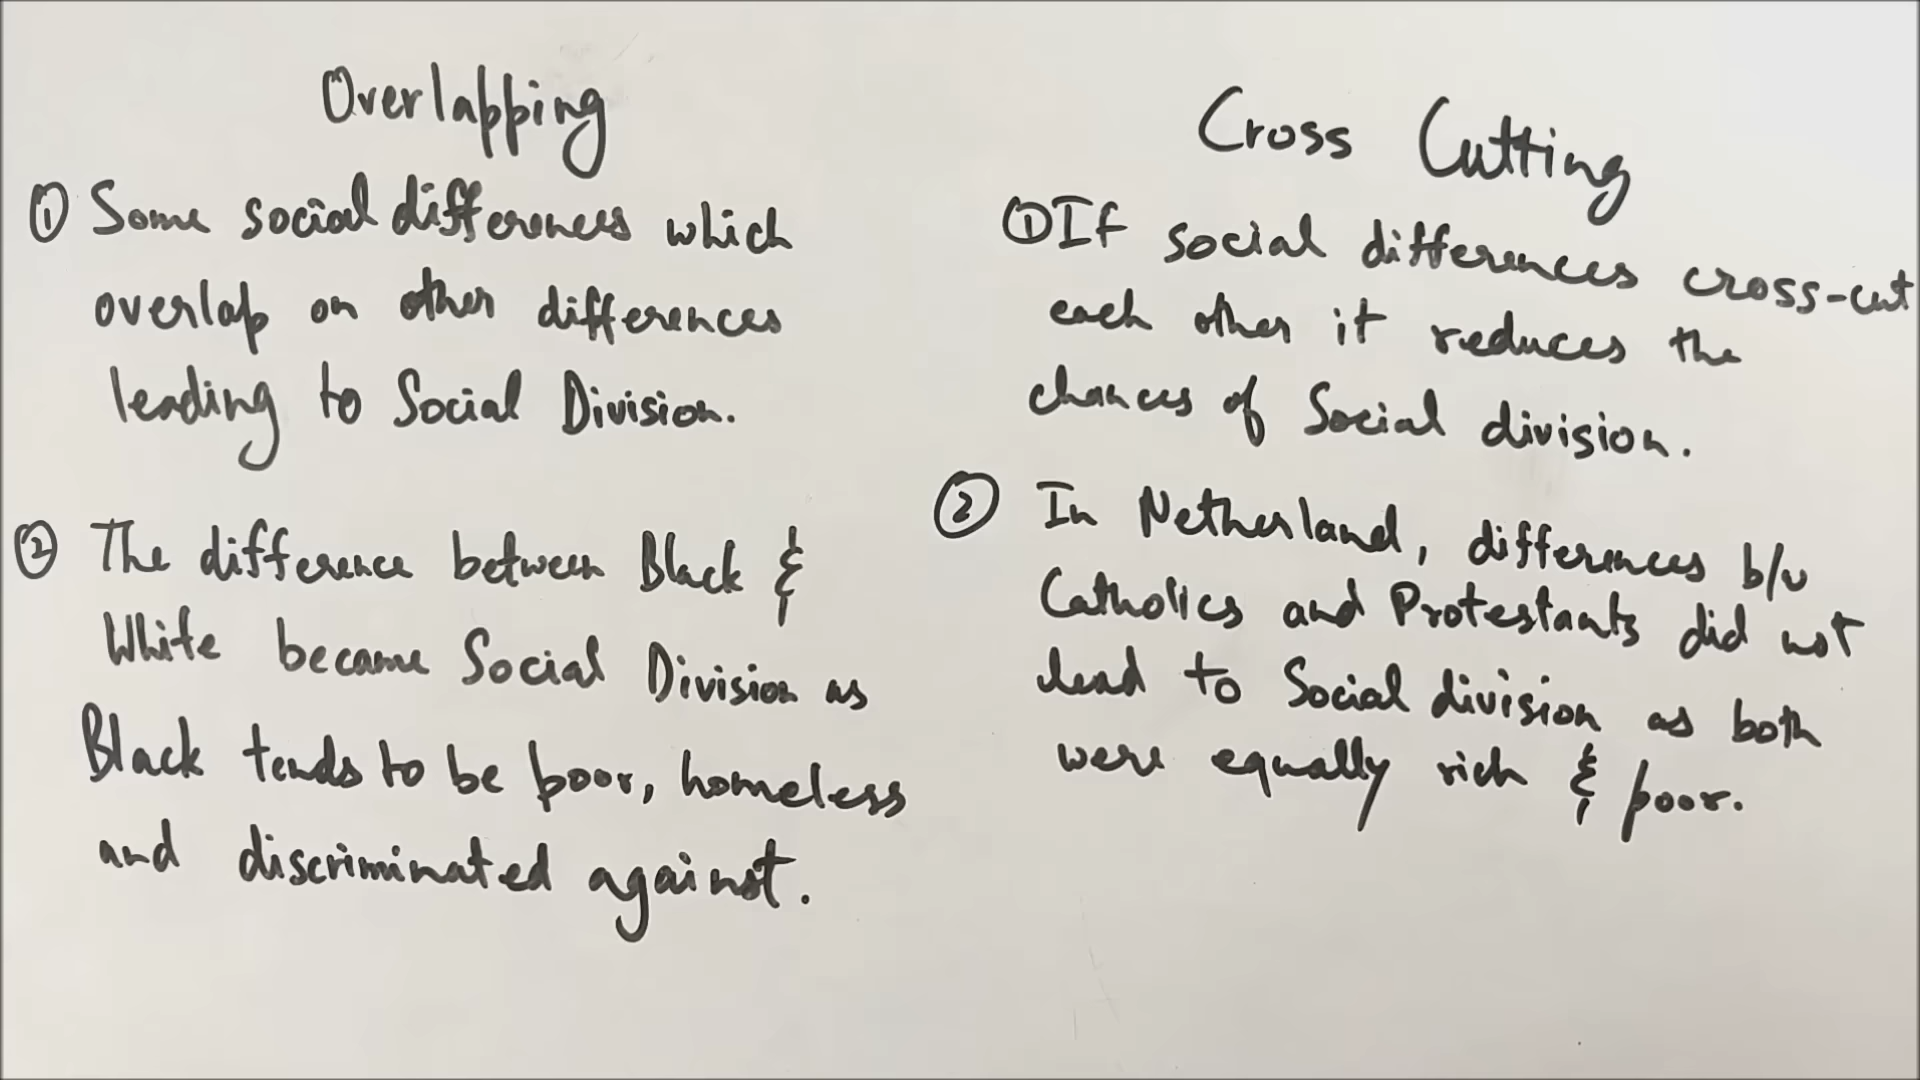 Overlapping
① Some social differences which
overlap on other differences
leading to Social Division.
② The difference between Black &
White became Social Division as
Black tends to be poor, homeless
and discriminated against.
Cross Cutting
① If social differences cross-cut
each other it reduces the
chances of Social division.
② In Netherland, differences b/w
Catholics and Protestants did not
lead to Social division as both
were equally rich & poor.